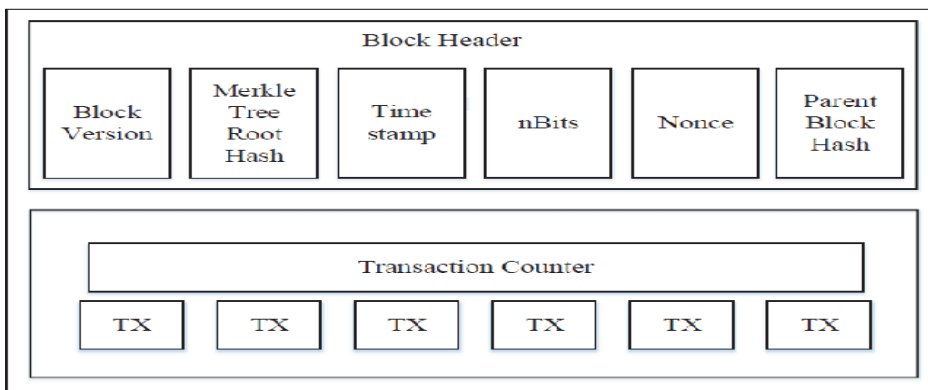 Block Header
Block
Version
Merkle
Tree
Root
Hash
Time
stamp
nBits
Nonce
Parent
Block
Hash
Transaction Counter
TX
TX
TX
TX
TX
TX